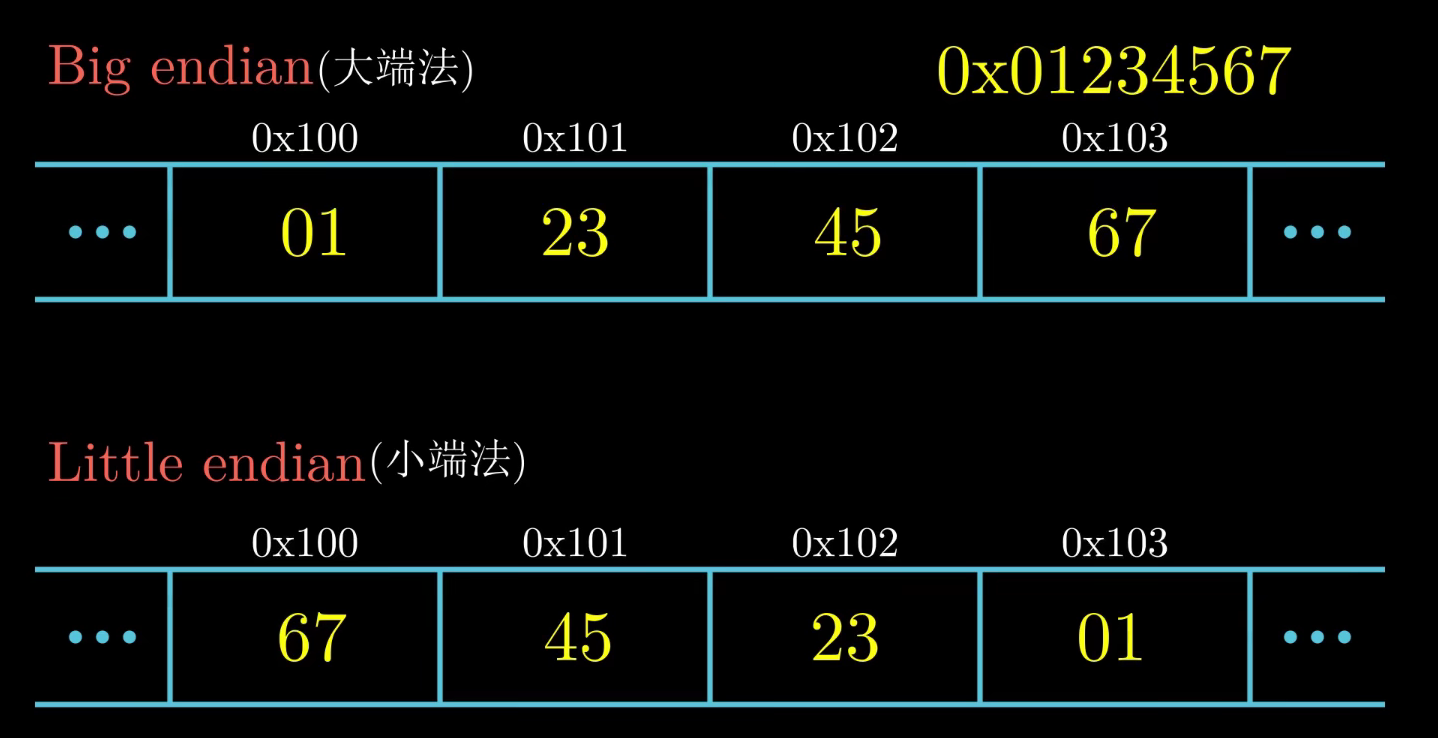 Big endian(大端法)
0x01234567
0x100 0x101 0x102 0x103
··· 01 23 45 67 ···
Little endian(小端法)
0x100 0x101 0x102 0x103
··· 67 45 23 01 ···